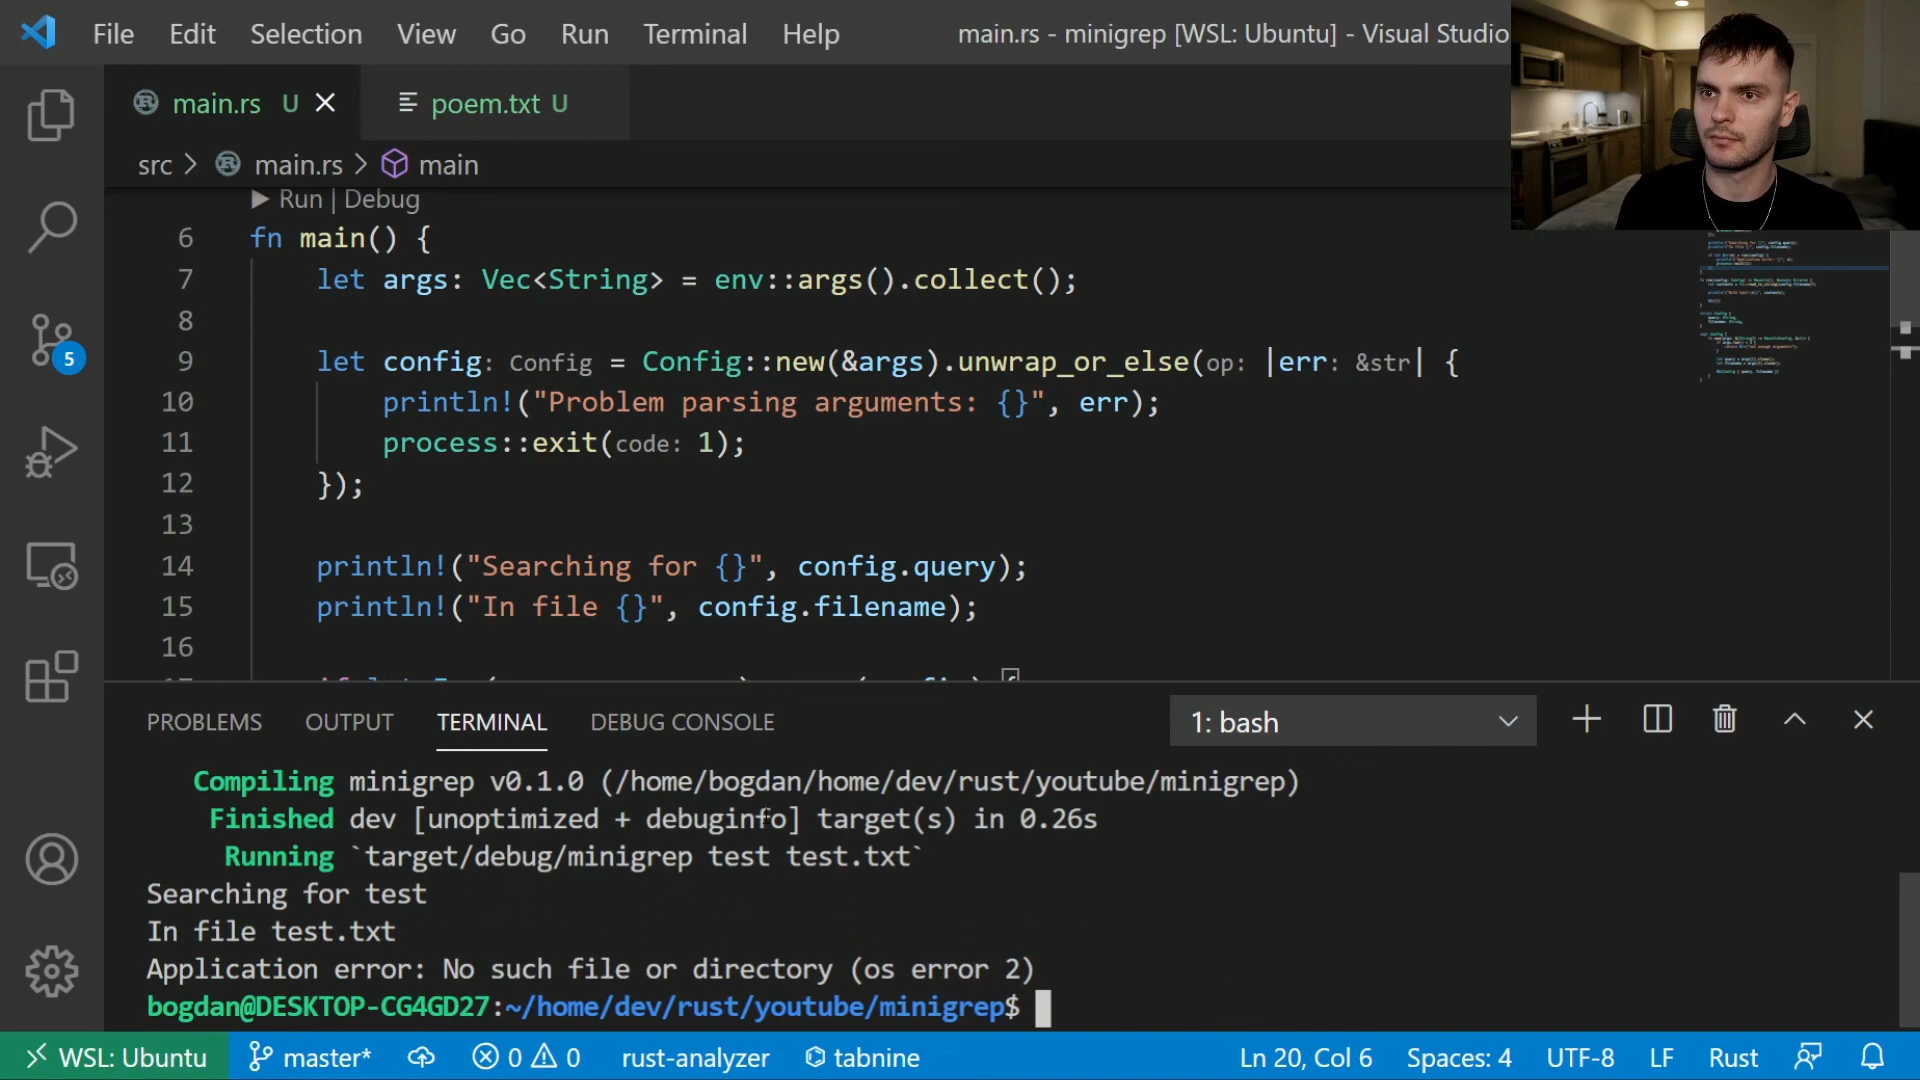 File Edit Selection View Go Run Terminal Help main.rs - minigrep [WSL: Ubuntu] - Visual Studio
main.rs U poem.txt U
src > main.rs > main
▶ Run | Debug
6 fn main() {
7 let args: Vec<String> = env::args().collect();
8
9 let config: Config = Config::new(&args).unwrap_or_else(op: |err: &str| {
10 println!("Problem parsing arguments: {}", err);
11 process::exit(code: 1);
12 });
13
14 println!("Searching for {}", config.query);
15 println!("In file {}", config.filename);
16
5
PROBLEMS OUTPUT TERMINAL DEBUG CONSOLE 1: bash
Compiling minigrep v0.1.0 (/home/bogdan/home/dev/rust/youtube/minigrep)
Finished dev [unoptimized + debuginfo] target(s) in 0.26s
Running `target/debug/minigrep test test.txt`
Searching for test
In file test.txt
Application error: No such file or directory (os error 2)
bogdan@DESKTOP-CG4GD27:~/home/dev/rust/youtube/minigrep$
WSL: Ubuntu master* 0 0 rust-analyzer tabnine Ln 20, Col 6 Spaces: 4 UTF-8 LF Rust